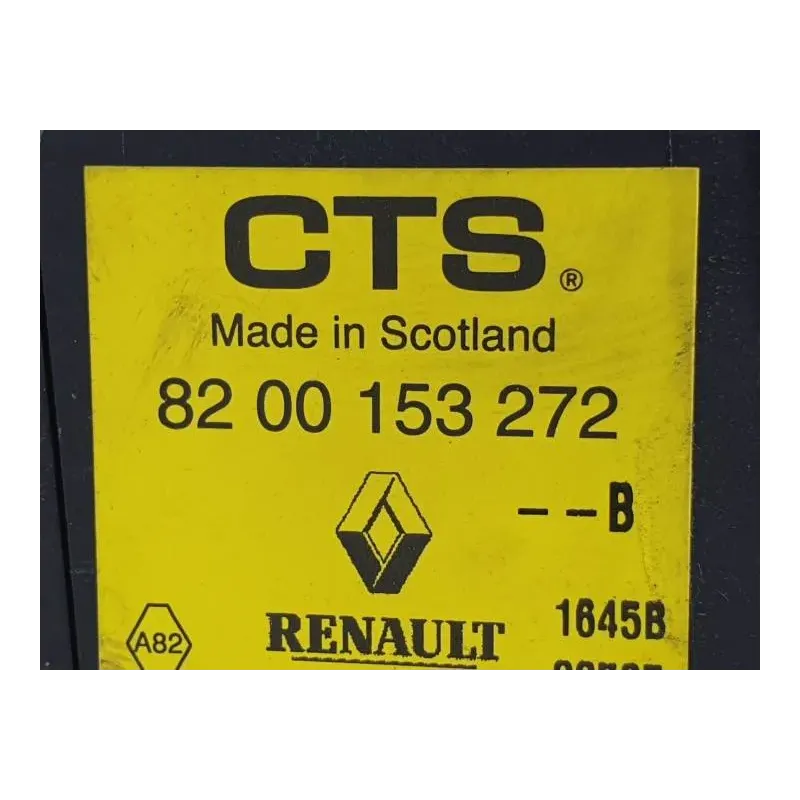 CTS®
Made in Scotland
82 00 153 272
--B
1645B
A82
RENAULT